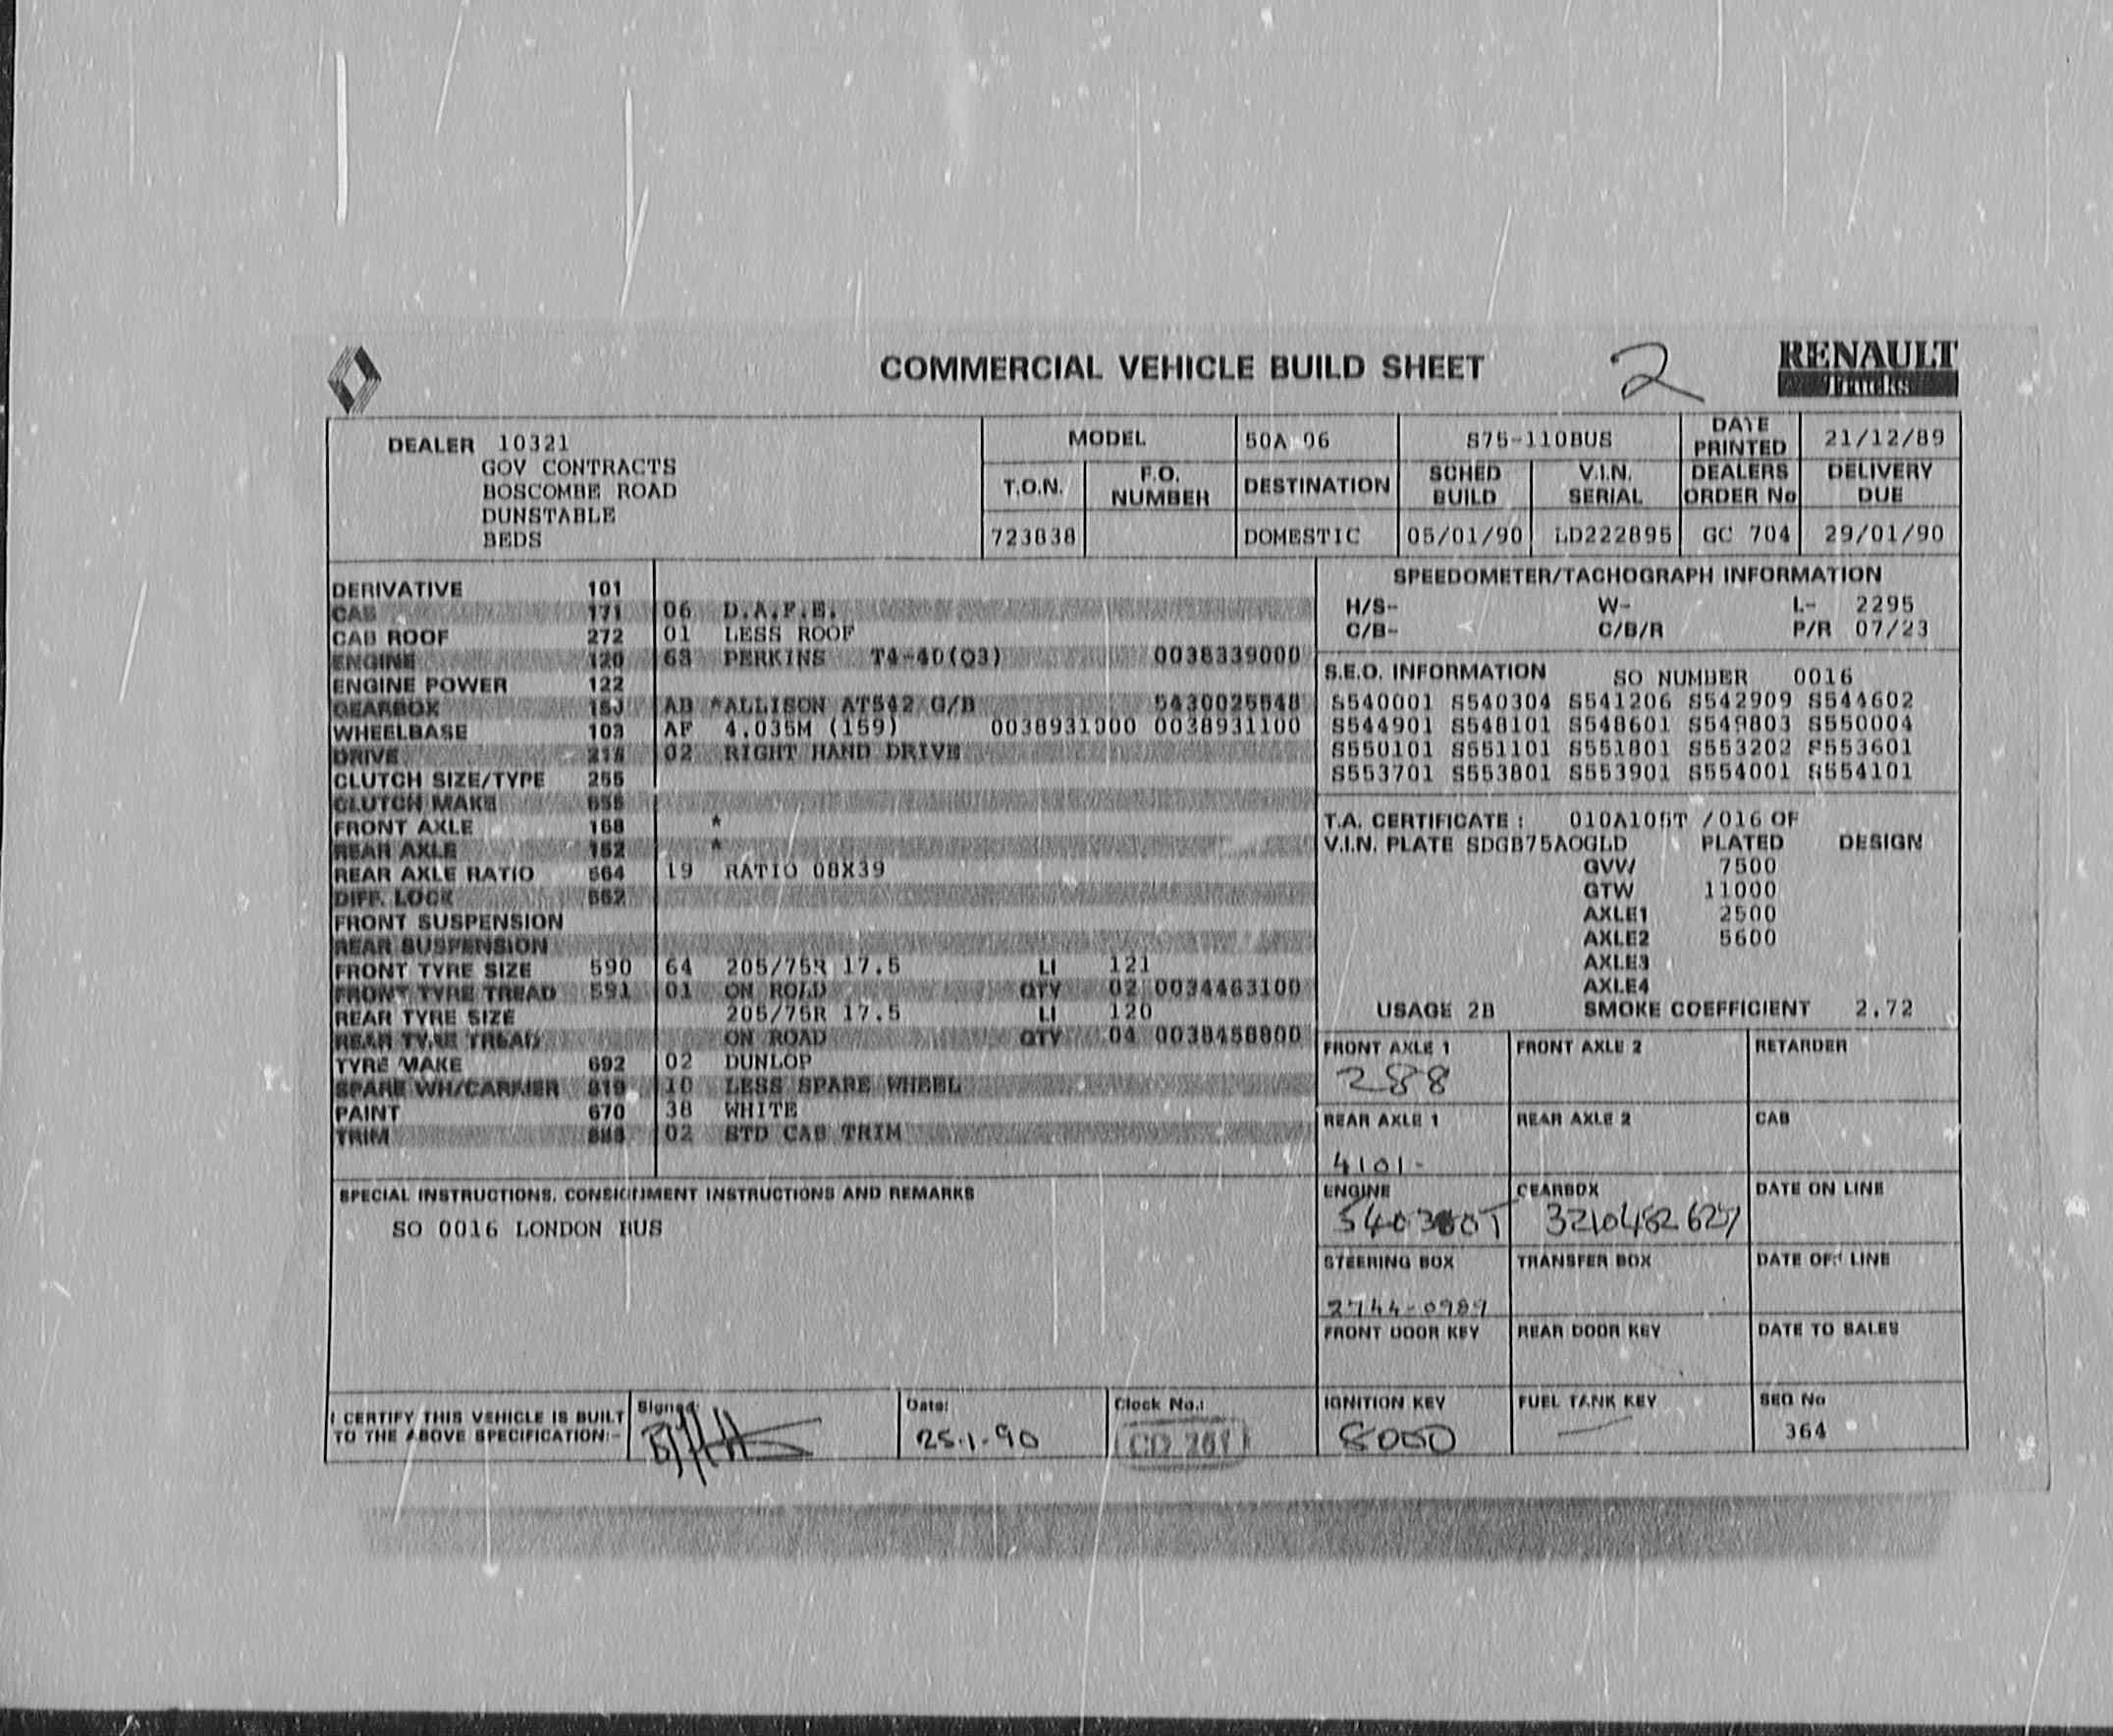 COMMERCIAL VEHICLE BUILD SHEET 2 RENAULT
Trucks
DEALER 10321 MODEL 50A 06 S75-110BUS DATE PRINTED 21/12/89
GOV CONTRACTS
BOSCOMBE ROAD
DUNSTABLE
BEDS
T.O.N. F.O. NUMBER DESTINATION SCHED BUILD V.I.N. SERIAL DEALERS ORDER No DELIVERY DUE
723838 DOMESTIC 05/01/90 LD222895 GC 704 29/01/90
DERIVATIVE 101
CAB 171 06 D.A.F.E.
CAB ROOF 272 01 LESS ROOF
ENGINE 120 68 PERKINS T4-40(Q3) 0038339000
ENGINE POWER 122
GEARBOX AB *ALLISON AT542 G/B 5430025548
WHEELBASE 103 AF 4.035M (159) 0038931000 0038931100
DRIVE 02 RIGHT HAND DRIVE
CLUTCH SIZE/TYPE 255
CLUTCH MAKE
FRONT AXLE 168 *
REAR AXLE 152 *
REAR AXLE RATIO 564 19 RATIO 08X39
DIFF. LOCK 562
FRONT SUSPENSION
REAR SUSPENSION
FRONT TYRE SIZE 590 64 205/75R 17.5 LI 121
FRONT TYRE TREAD 591 01 ON ROAD QTY 02 0034463100
REAR TYRE SIZE 205/75R 17.5 LI 120
REAR TYRE TREAD ON ROAD QTY 04 0038458800
TYRE MAKE 692 02 DUNLOP
SPARE WH/CARRIER 10 LESS SPARE WHEEL
PAINT 670 38 WHITE
TRIM 02 STD CAB TRIM
SPECIAL INSTRUCTIONS, CONSIGNMENT INSTRUCTIONS AND REMARKS
SO 0016 LONDON BUS
I CERTIFY THIS VEHICLE IS BUILT
TO THE ABOVE SPECIFICATION:-
Signed:
Date: 25.1.90
Clock No.: CD 261
SPEEDOMETER/TACHOGRAPH INFORMATION
H/S- W- L- 2295
C/B- C/B/R P/R 07/23
S.E.O. INFORMATION SO NUMBER 0016
S540001 S540304 S541206 S542909 S544602
S544901 S548101 S548601 S549803 S550004
S550101 S551101 S551801 S553202 S553601
S553701 S553801 S553901 S554001 S554101
T.A. CERTIFICATE : 010A105T /016 OF
V.I.N. PLATE SDGB75AOGLD PLATED DESIGN
GVW 7500
GTW 11000
AXLE1 2500
AXLE2 5600
AXLE3
AXLE4
USAGE 2B SMOKE COEFFICIENT 2.72
FRONT AXLE 1 FRONT AXLE 2 RETARDER
288
REAR AXLE 1 REAR AXLE 2 CAB
4101-
ENGINE GEARBOX DATE ON LINE
3210482627
STEERING BOX TRANSFER BOX DATE OFF LINE
2744-0989
FRONT DOOR KEY REAR DOOR KEY DATE TO SALES
IGNITION KEY FUEL TANK KEY SEQ No
8000 — 364